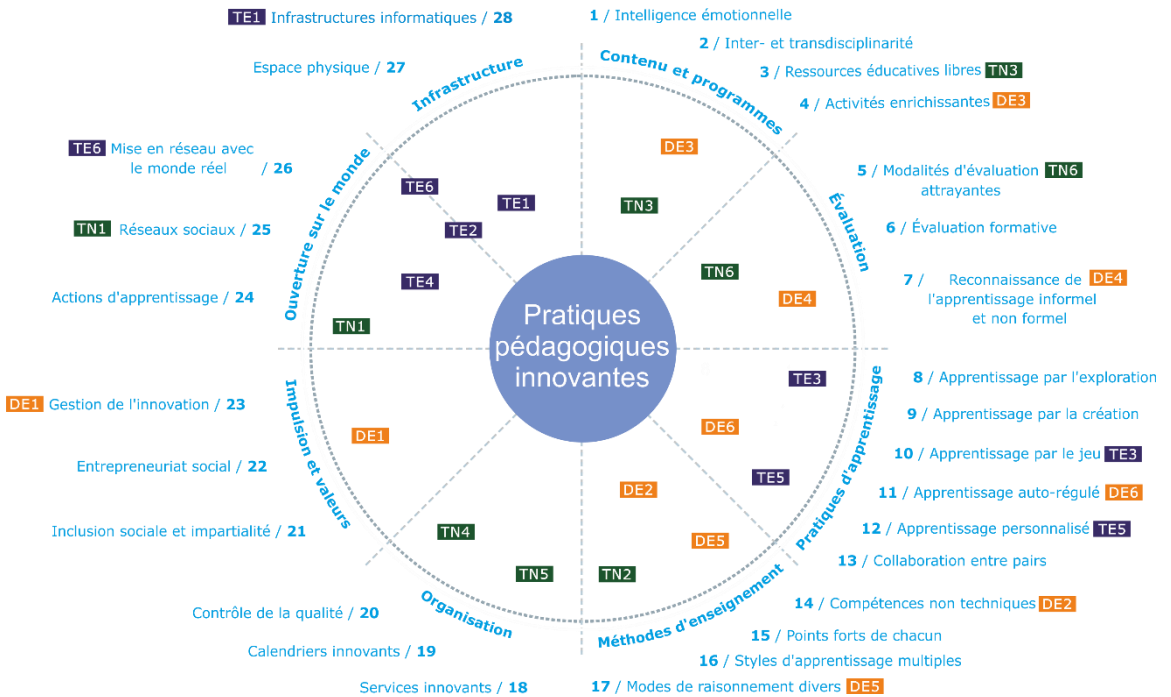 TE1 Infrastructures informatiques / 28
1 / Intelligence émotionnelle
2 / Inter- et transdisciplinarité
Espace physique / 27
3 / Ressources éducatives libres TN3
4 / Activités enrichissantes DE3
Infrastructure
Contenu et programmes
TE6 Mise en réseau avec
le monde réel / 26
5 / Modalités d'évaluation TN6
attrayantes
TN1 Réseaux sociaux / 25
6 / Évaluation formative
Ouverture sur le monde
Évaluation
Actions d'apprentissage / 24
7 / Reconnaissance de DE4
l'apprentissage informel
et non formel
DE3
TE6
TE1
TN3
TE2
TN6
TE4
DE4
TN1
Pratiques
pédagogiques
innovantes
TE3
8 / Apprentissage par l'exploration
DE1 Gestion de l'innovation / 23
9 / Apprentissage par la création
DE1
DE6
10 / Apprentissage par le jeu TE3
Entrepreneuriat social / 22
Impulsion et valeurs
Pratiques d'apprentissage
TE5
DE2
11 / Apprentissage auto-régulé DE6
Inclusion sociale et impartialité / 21
12 / Apprentissage personnalisé TE5
TN4
DE5
13 / Collaboration entre pairs
TN5
TN2
Organisation
Méthodes d'enseignement
Contrôle de la qualité / 20
14 / Compétences non techniques DE2
15 / Points forts de chacun
Calendriers innovants / 19
16 / Styles d'apprentissage multiples
Services innovants / 18
17 / Modes de raisonnement divers DE5